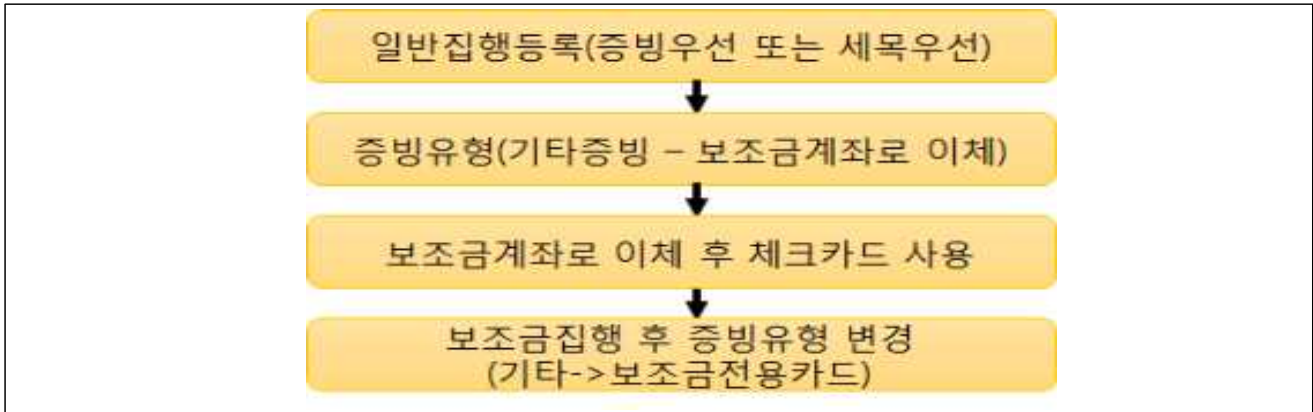 일반집행등록(증빙우선 또는 세목우선)
증빙유형(기타증빙 – 보조금계좌로 이체)
보조금계좌로 이체 후 체크카드 사용
보조금집행 후 증빙유형 변경
(기타->보조금전용카드)